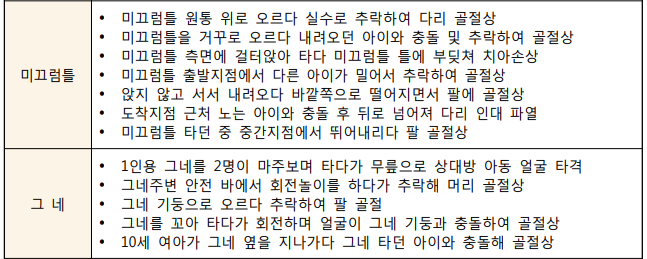 미끄럼틀
• 미끄럼틀 원통 위로 오르다 실수로 추락하여 다리 골절상
• 미끄럼틀을 거꾸로 오르다 내려오던 아이와 충돌 및 추락하여 골절상
• 미끄럼틀 측면에 걸터앉아 타다 미끄럼틀 틀에 부딪쳐 치아손상
• 미끄럼틀 출발지점에서 다른 아이가 밀어서 추락하여 골절상
• 앉지 않고 서서 내려오다 바깥쪽으로 떨어지면서 팔에 골절상
• 도착지점 근처 노는 아이와 충돌 후 뒤로 넘어져 다리 인대 파열
• 미끄럼틀 타던 중 중간지점에서 뛰어내리다 팔 골절상
그 네
• 1인용 그네를 2명이 마주보며 타다가 무릎으로 상대방 아동 얼굴 타격
• 그네주변 안전 바에서 회전놀이를 하다가 추락해 머리 골절상
• 그네 기둥으로 오르다 추락하여 팔 골절
• 그네를 꼬아 타다가 회전하며 얼굴이 그네 기둥과 충돌하여 골절상
• 10세 여아가 그네 옆을 지나가다 그네 타던 아이와 충돌해 골절상